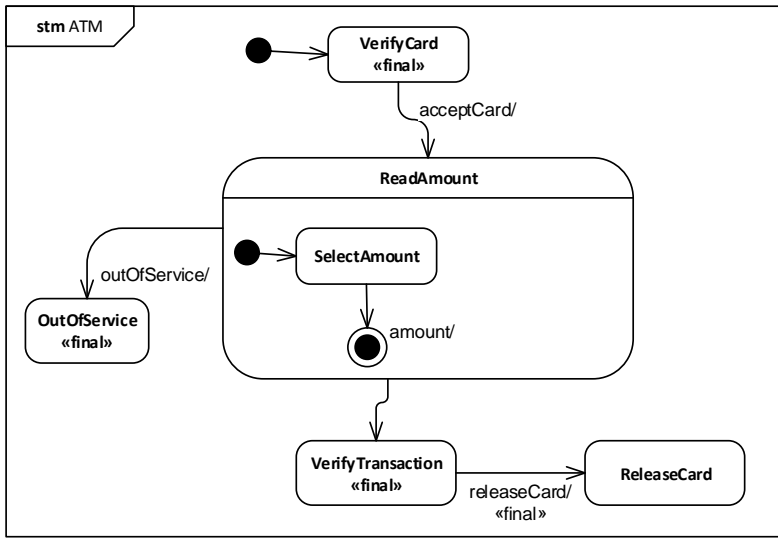 stm ATM
VerifyCard
«final»
acceptCard/
ReadAmount
SelectAmount
outOfService/
OutOfService
«final»
amount/
VerifyTransaction
«final»
releaseCard/
«final»
ReleaseCard